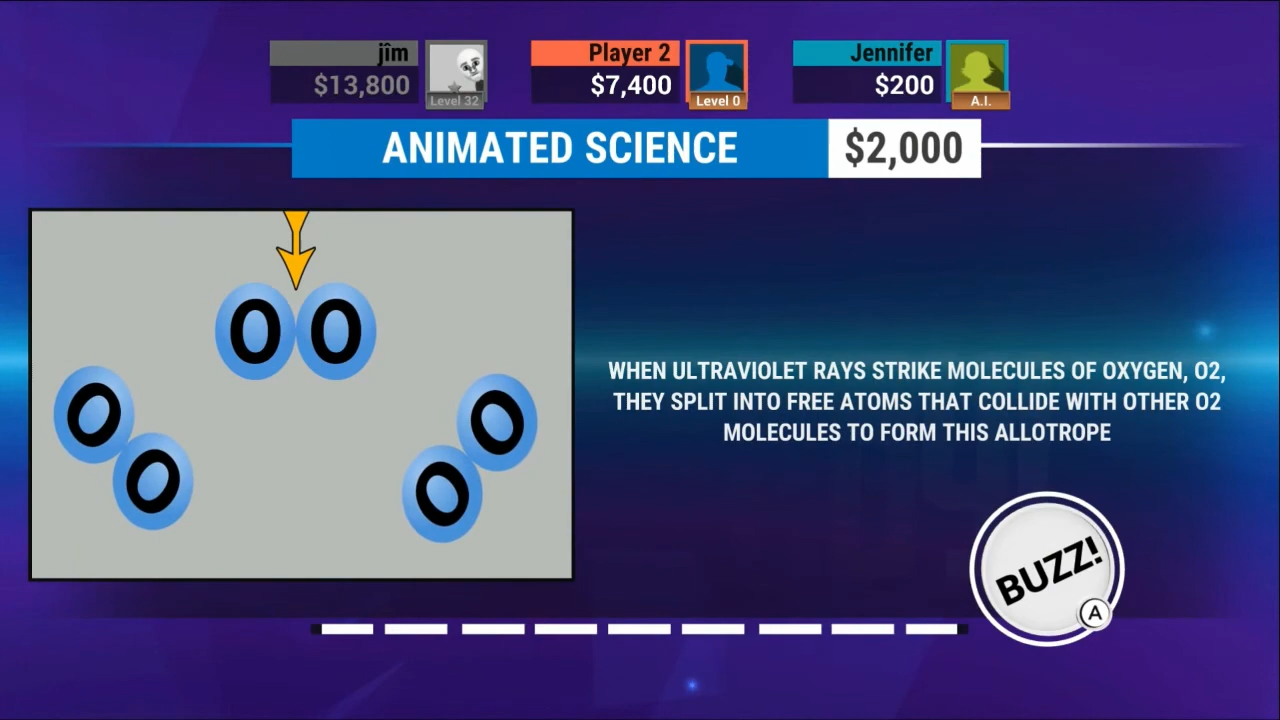 jîm
$13,800
Level 32
Player 2
$7,400
Level 0
Jennifer
$200
A.I.
ANIMATED SCIENCE
$2,000
O O
O O
O O
WHEN ULTRAVIOLET RAYS STRIKE MOLECULES OF OXYGEN, O2,
THEY SPLIT INTO FREE ATOMS THAT COLLIDE WITH OTHER O2
MOLECULES TO FORM THIS ALLOTROPE
BUZZ!
A